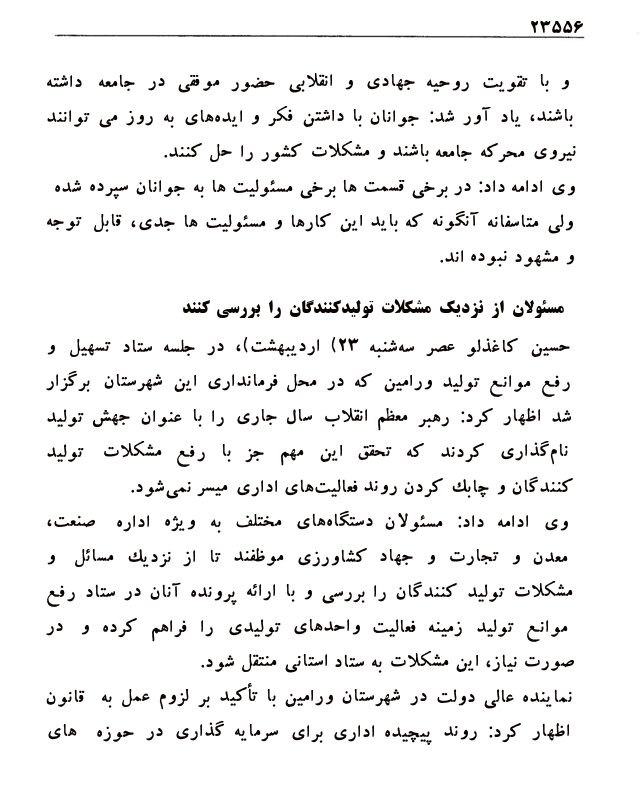 ۲۳۵۵۶
و با تقویت روحیه جهادی و انقلابی حضور موفقی در جامعه داشته
باشند، یاد آور شد: جوانان با داشتن فکر و ایده‌های به روز می توانند
نیروی محرکه جامعه باشند و مشکلات کشور را حل کنند.
وی ادامه داد: در برخی قسمت ها برخی مسئولیت ها به جوانان سپرده شده
ولی متاسفانه آنگونه که باید این کارها و مسئولیت ها جدی، قابل توجه
و مشهود نبوده اند.
مسئولان از نزدیک مشکلات تولیدکنندگان را بررسی کنند
حسین کاغذلو عصر سه‌شنبه ۲۳) اردیبهشت)، در جلسه ستاد تسهیل و
رفع موانع تولید ورامین که در محل فرمانداری این شهرستان برگزار
شد اظهار کرد: رهبر معظم انقلاب سال جاری را با عنوان جهش تولید
نام‌گذاری کردند که تحقق این مهم جز با رفع مشکلات تولید
کنندگان و چابك کردن روند فعالیت‌های اداری میسر نمی‌شود.
وی ادامه داد: مسئولان دستگاه‌های مختلف به ویژه اداره صنعت،
معدن و تجارت و جهاد کشاورزی موظفند تا از نزدیك مسائل و
مشکلات تولید کنندگان را بررسی و با ارائه پرونده آنان در ستاد رفع
موانع تولید زمینه فعالیت واحدهای تولیدی را فراهم کرده و در
صورت نیاز، این مشکلات به ستاد استانی منتقل شود.
نماینده عالی دولت در شهرستان ورامین با تأکید بر لزوم عمل به قانون
اظهار کرد: روند پیچیده اداری برای سرمایه گذاری در حوزه های